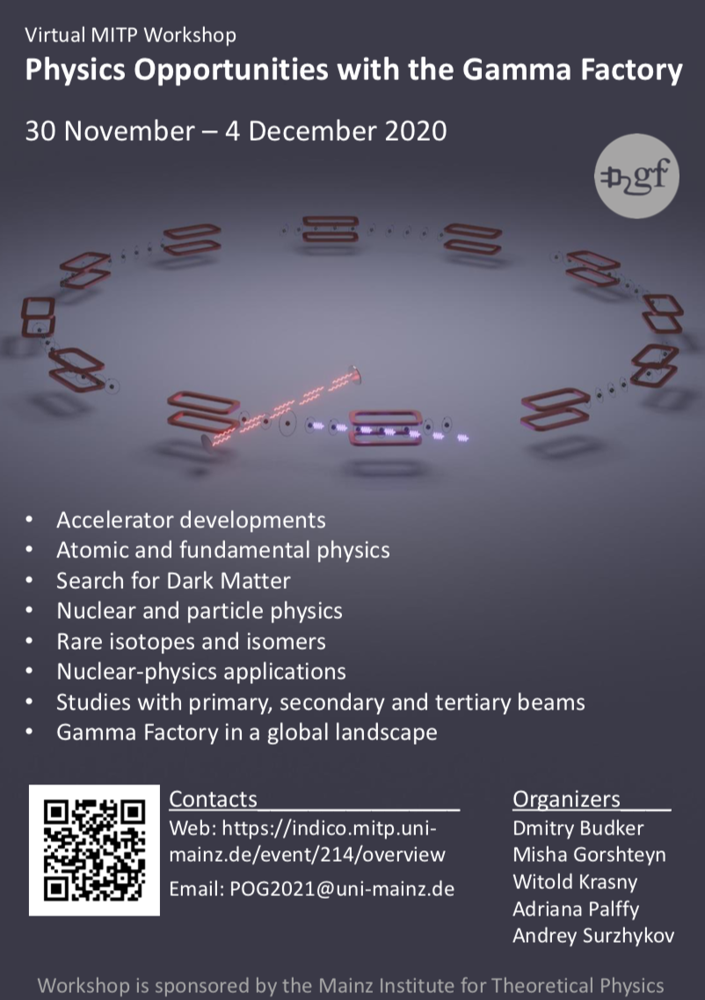 Virtual MITP Workshop
Physics Opportunities with the Gamma Factory
30 November – 4 December 2020
gf
• Accelerator developments
• Atomic and fundamental physics
• Search for Dark Matter
• Nuclear and particle physics
• Rare isotopes and isomers
• Nuclear-physics applications
• Studies with primary, secondary and tertiary beams
• Gamma Factory in a global landscape
Contacts
Web: https://indico.mitp.uni-
mainz.de/event/214/overview
Email: POG2021@uni-mainz.de
Organizers
Dmitry Budker
Misha Gorshteyn
Witold Krasny
Adriana Palffy
Andrey Surzhykov
Workshop is sponsored by the Mainz Institute for Theoretical Physics